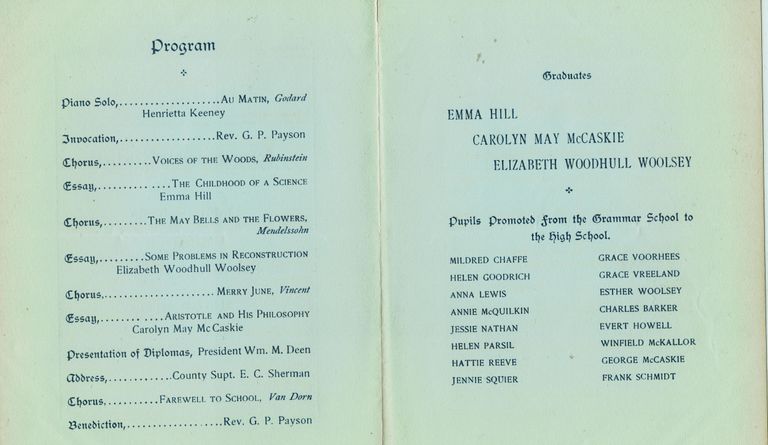 Program
Piano Solo,...................Au Matin, Godard
Henrietta Keeney
Invocation,..................Rev. G. P. Payson
Chorus,.........Voices of the Woods, Rubinstein
Essay,..............The Childhood of a Science
Emma Hill
Chorus,........The May Bells and the Flowers,
Mendelssohn
Essay,........Some Problems in Reconstruction
Elizabeth Woodhull Woolsey
Chorus,.....................Merry June, Vincent
Essay,............Aristotle and His Philosophy
Carolyn May McCaskie
Presentation of Diplomas, President Wm. M. Deen
Address,............County Supt. E. C. Sherman
Chorus,..........Farewell to School, Van Dorn
Benediction,..................Rev. G. P. Payson
Graduates
EMMA HILL
CAROLYN MAY McCASKIE
ELIZABETH WOODHULL WOOLSEY
Pupils Promoted from the Grammar School to
the High School.
MILDRED CHAFFE
HELEN GOODRICH
ANNA LEWIS
ANNIE McQUILKIN
JESSIE NATHAN
HELEN PARSIL
HATTIE REEVE
JENNIE SQUIER
GRACE VOORHEES
GRACE VREELAND
ESTHER WOOLSEY
CHARLES BARKER
EVERT HOWELL
WINFIELD McKALLOR
GEORGE McCASKIE
FRANK SCHMIDT